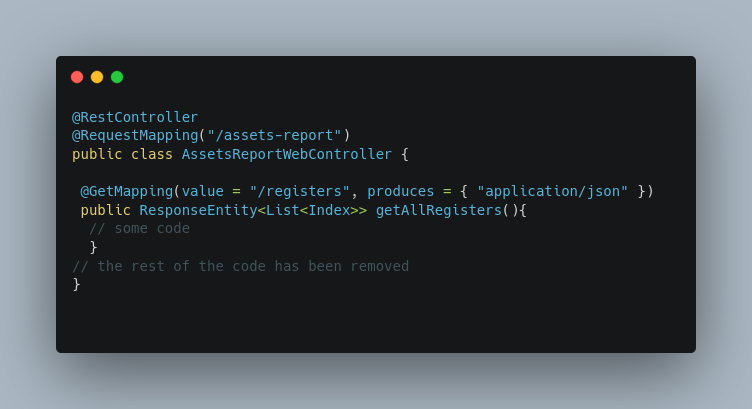 @RestController
@RequestMapping("/assets-report")
public class AssetsReportWebController {
@GetMapping(value = "/registers", produces = { "application/json" })
public ResponseEntity<List<Index>> getAllRegisters(){
// some code
}
// the rest of the code has been removed
}